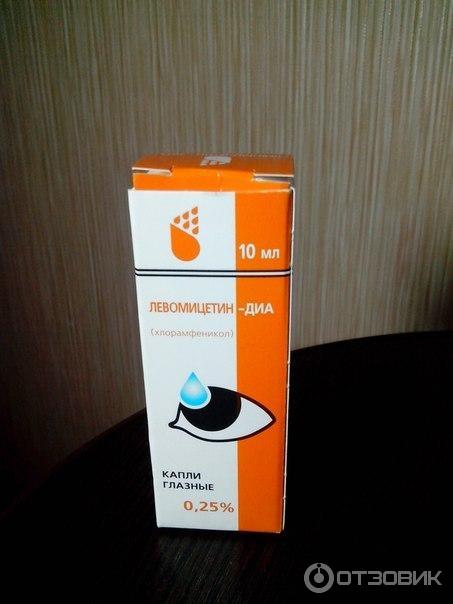 10 мл
ЛЕВОМИЦЕТИН-ДИА
(хлорамфеникол)
КАПЛИ
ГЛАЗНЫЕ
0,25%
ОТЗОВИК